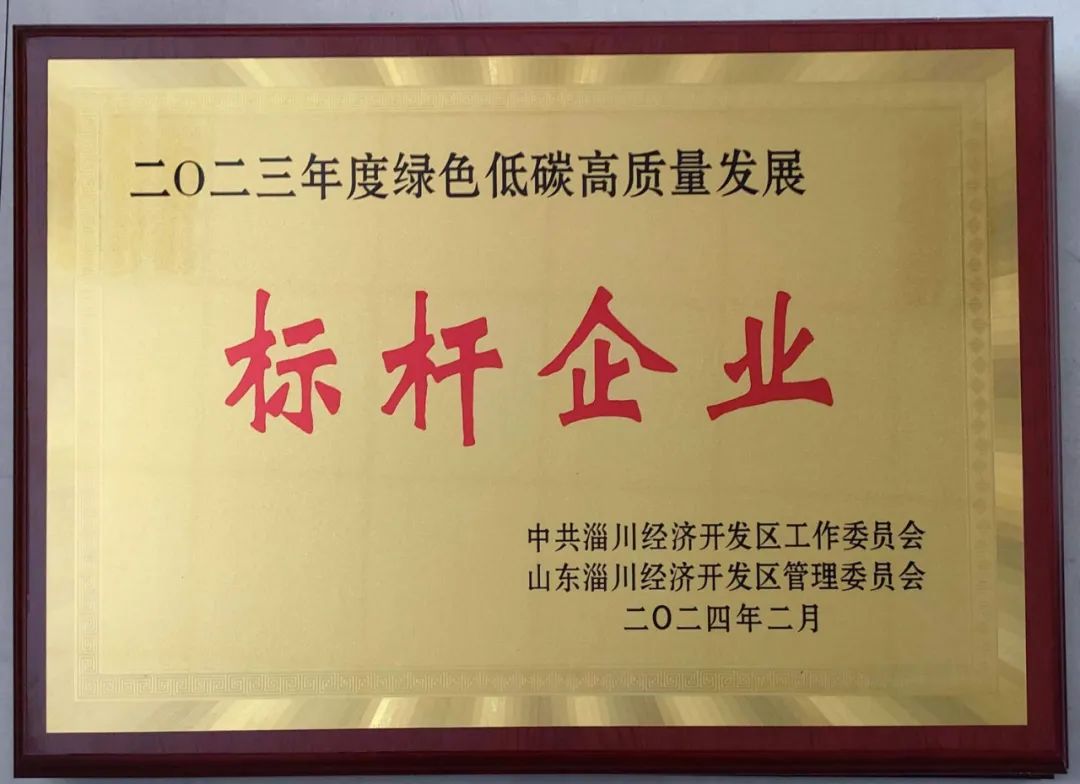 二〇二三年度绿色低碳高质量发展
标杆企业
中共淄川经济开发区工作委员会
山东淄川经济开发区管理委员会
二〇二四年二月